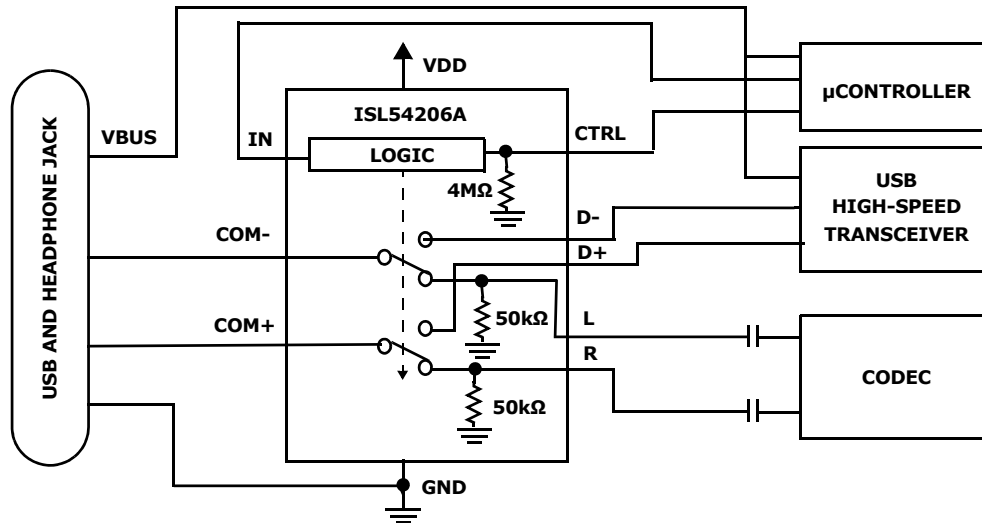 USB AND HEADPHONE JACK
VBUS
COM-
COM+
VDD
ISL54206A
IN
LOGIC
CTRL
4MΩ
D-
D+
50kΩ
L
R
50kΩ
GND
µCONTROLLER
USB
HIGH-SPEED
TRANSCEIVER
CODEC